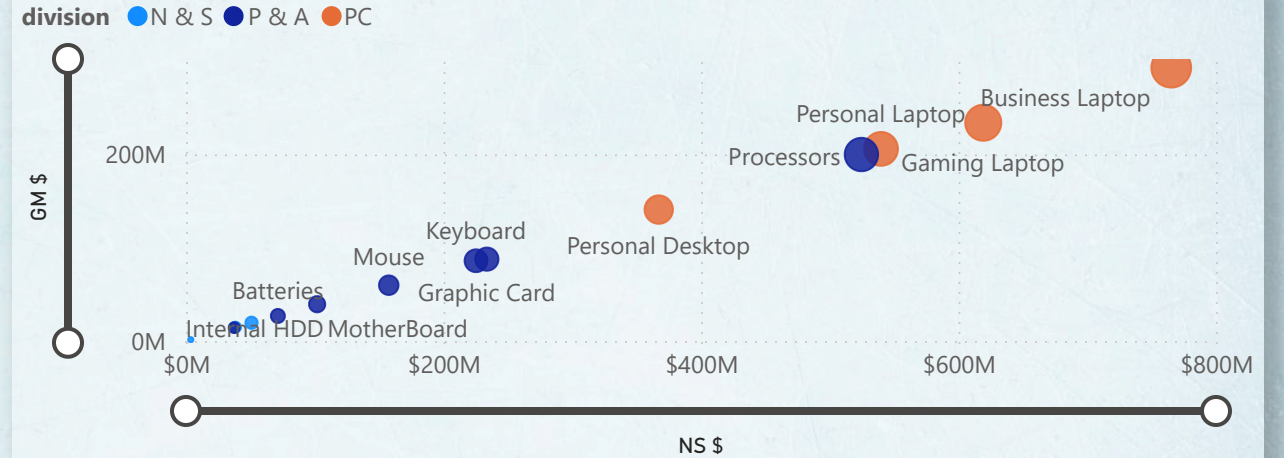 division N & S P & A PC
Business Laptop
Personal Laptop
200M
Processors
Gaming Laptop
GM $
Keyboard
Personal Desktop
Mouse
Batteries
Graphic Card
Internal HDD MotherBoard
0M
$0M $200M $400M $600M $800M
NS $